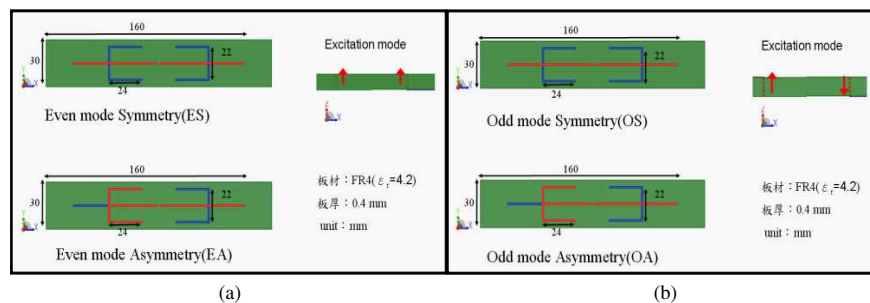 160
30
22
24
Even mode Symmetry(ES)
Excitation mode
160
30
22
24
Even mode Asymmetry(EA)
板材：FR4(εr=4.2)
板厚：0.4 mm
unit：mm
(a)
160
30
22
24
Odd mode Symmetry(OS)
Excitation mode
160
30
22
24
Odd mode Asymmetry(OA)
板材：FR4(εr=4.2)
板厚：0.4 mm
unit：mm
(b)